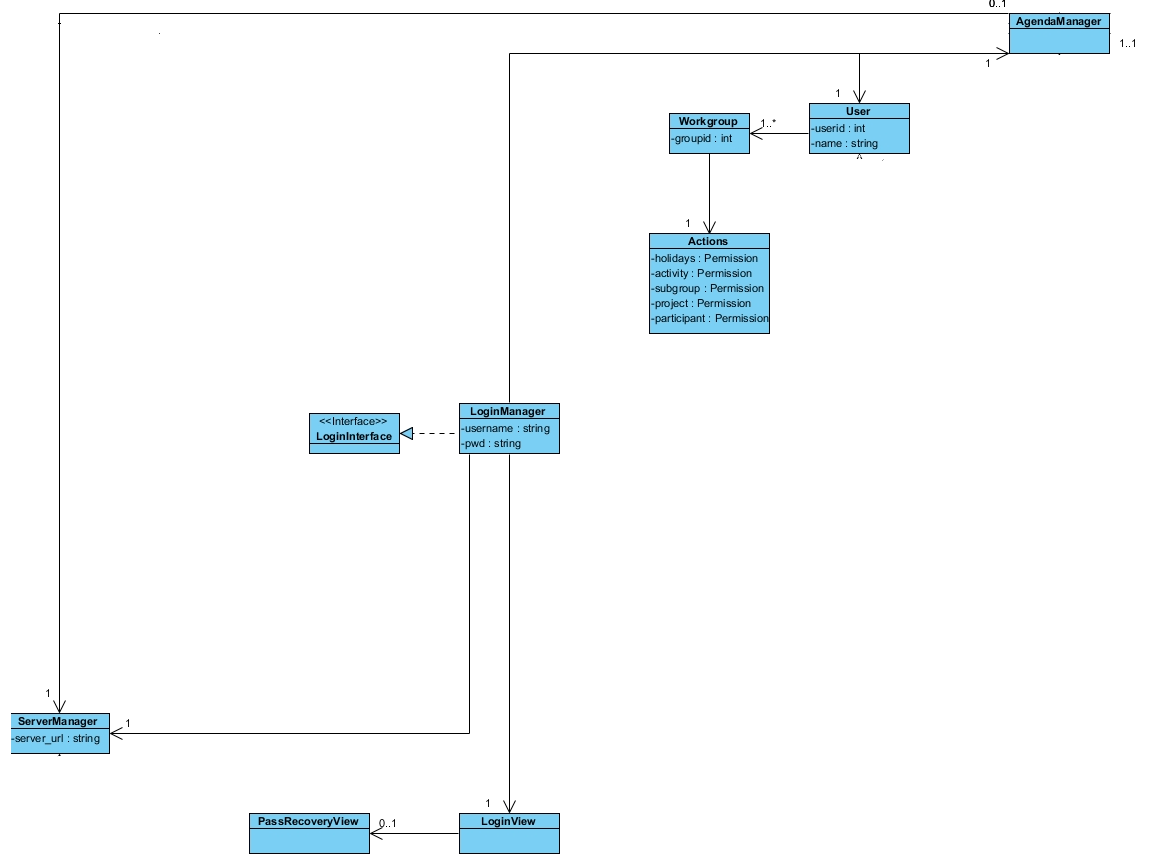 0..1
AgendaManager
1..1
1
1
User
-userid : int
-name : string
1..*
Workgroup
-groupid : int
1
Actions
-holidays : Permission
-activity : Permission
-subgroup : Permission
-project : Permission
-participant : Permission
LoginManager
-username : string
-pwd : string
<<Interface>>
LoginInterface
1
ServerManager
-server_url : string
1
1
PassRecoveryView
0..1
LoginView